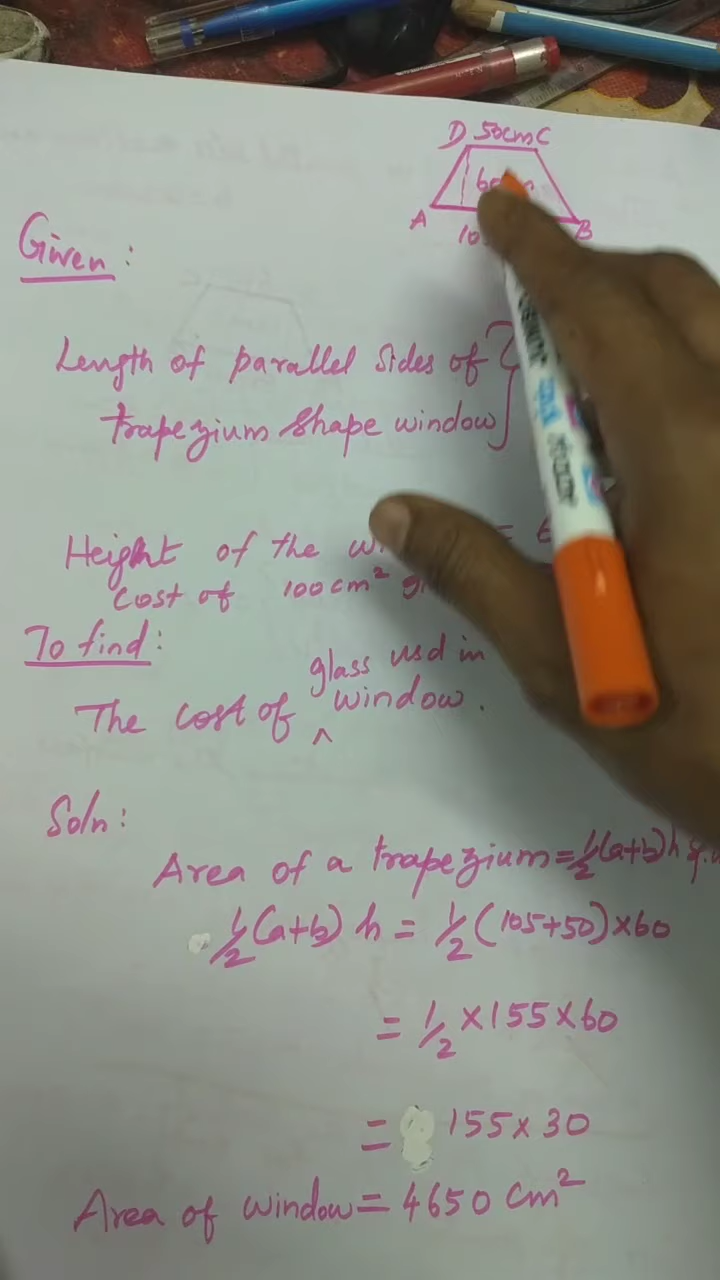 D 50cm C
A
B
Given:
Length of parallel sides of
trapezium shape window
Height of the
cost of 100cm²
To find:
glass usd in
The cost of ^ window.
Soln:
Area of a trapezium = 1/2(a+b)h
1/2(a+b) h = 1/2(105+50)×60
= 1/2 ×155×60
= 155×30
Area of window = 4650 cm²